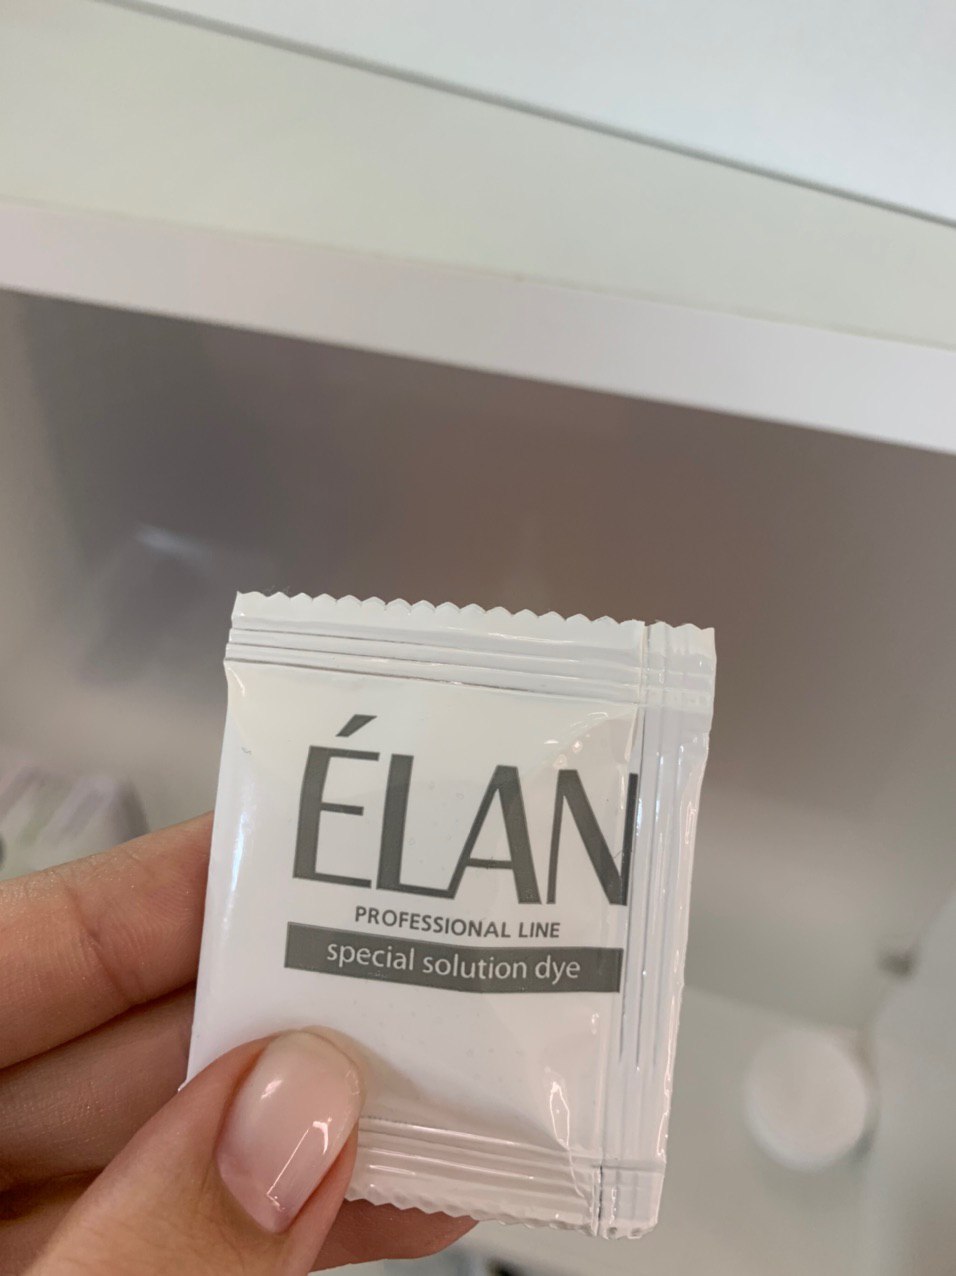 ÉLAN
PROFESSIONAL LINE
special solution dye